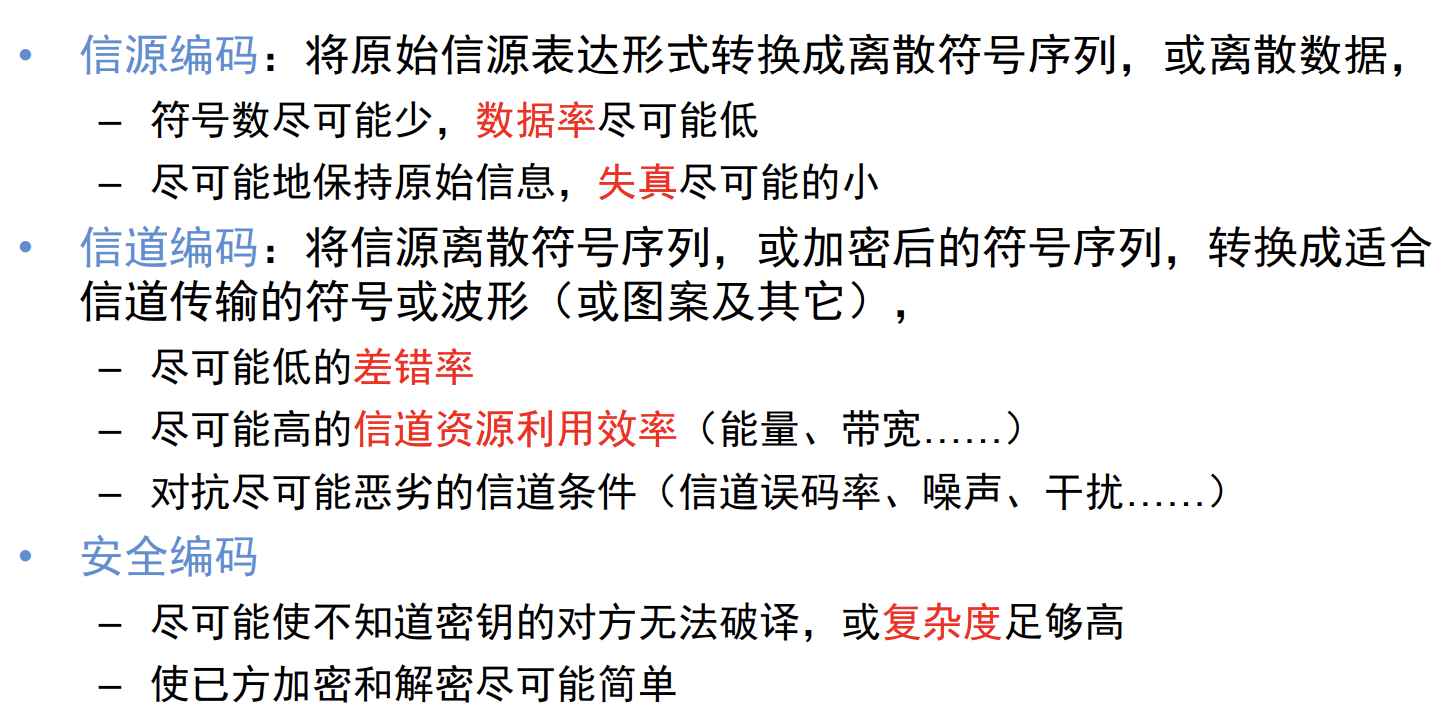 • 信源编码：将原始信源表达形式转换成离散符号序列，或离散数据，
– 符号数尽可能少，数据率尽可能低
– 尽可能地保持原始信息，失真尽可能的小
• 信道编码：将信源离散符号序列，或加密后的符号序列，转换成适合
信道传输的符号或波形（或图案及其它），
– 尽可能低的差错率
– 尽可能高的信道资源利用效率（能量、带宽……）
– 对抗尽可能恶劣的信道条件（信道误码率、噪声、干扰……）
• 安全编码
– 尽可能使不知道密钥的对方无法破译，或复杂度足够高
– 使已方加密和解密尽可能简单